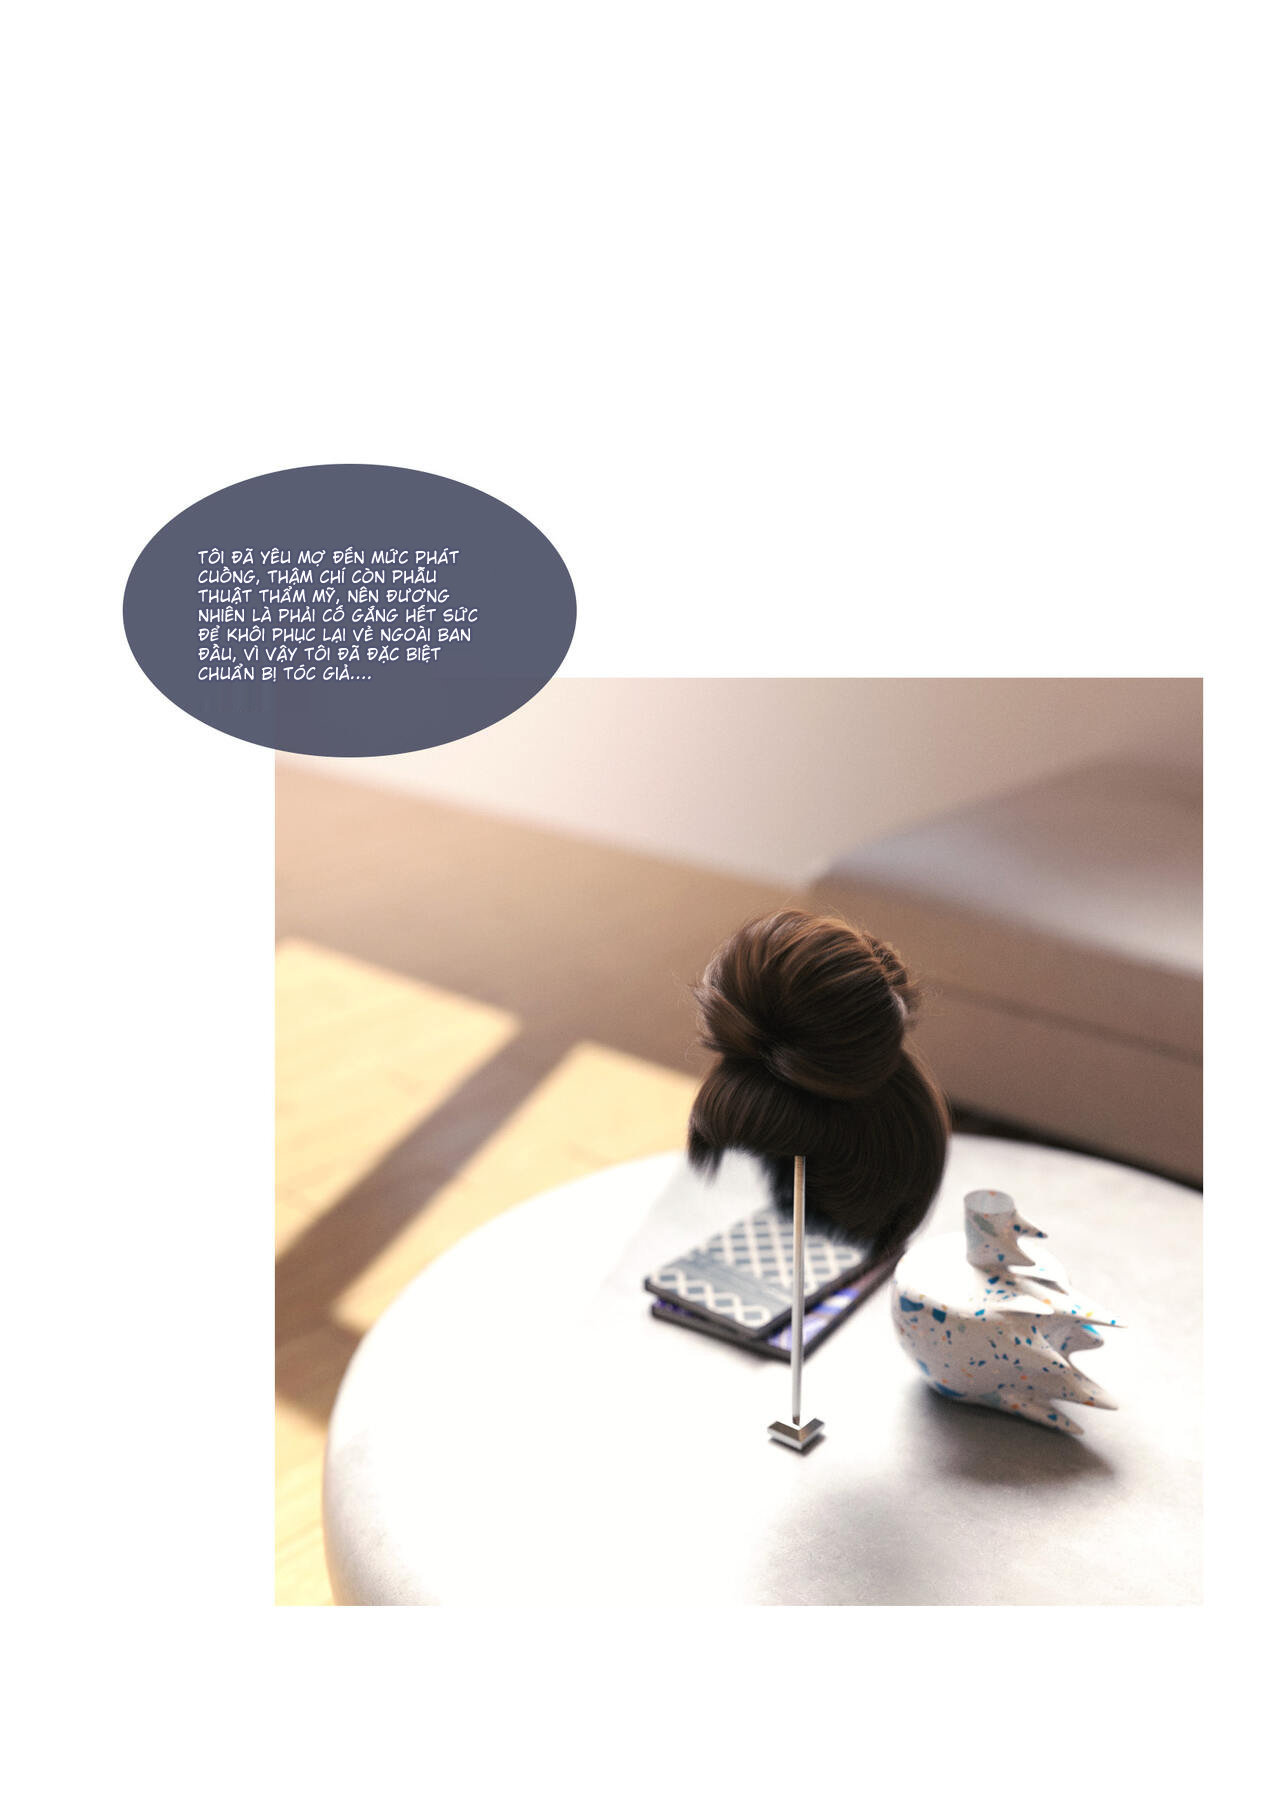 TÔI ĐÃ YÊU MỢ ĐẾN MỨC PHÁT
CUỒNG, THẬM CHÍ CÒN PHẪU
THUẬT THẨM MỸ, NÊN ĐƯƠNG
NHIÊN LÀ PHẢI CỐ GẮNG HẾT SỨC
ĐỂ KHÔI PHỤC LẠI VẺ NGOÀI BAN
ĐẦU, VÌ VẬY TÔI ĐÃ ĐẶC BIỆT
CHUẨN BỊ TÓC GIẢ....